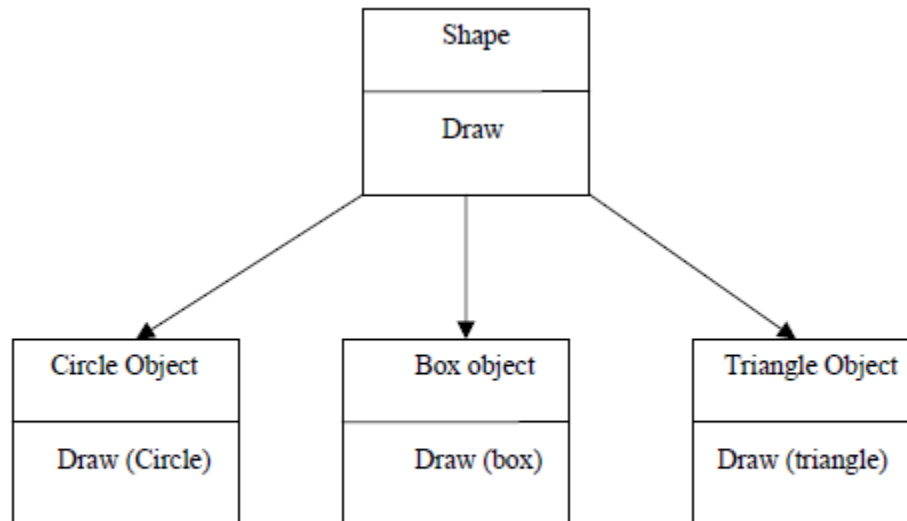 Shape
Draw
Circle Object
Box object
Triangle Object
Draw (Circle)
Draw (box)
Draw (triangle)